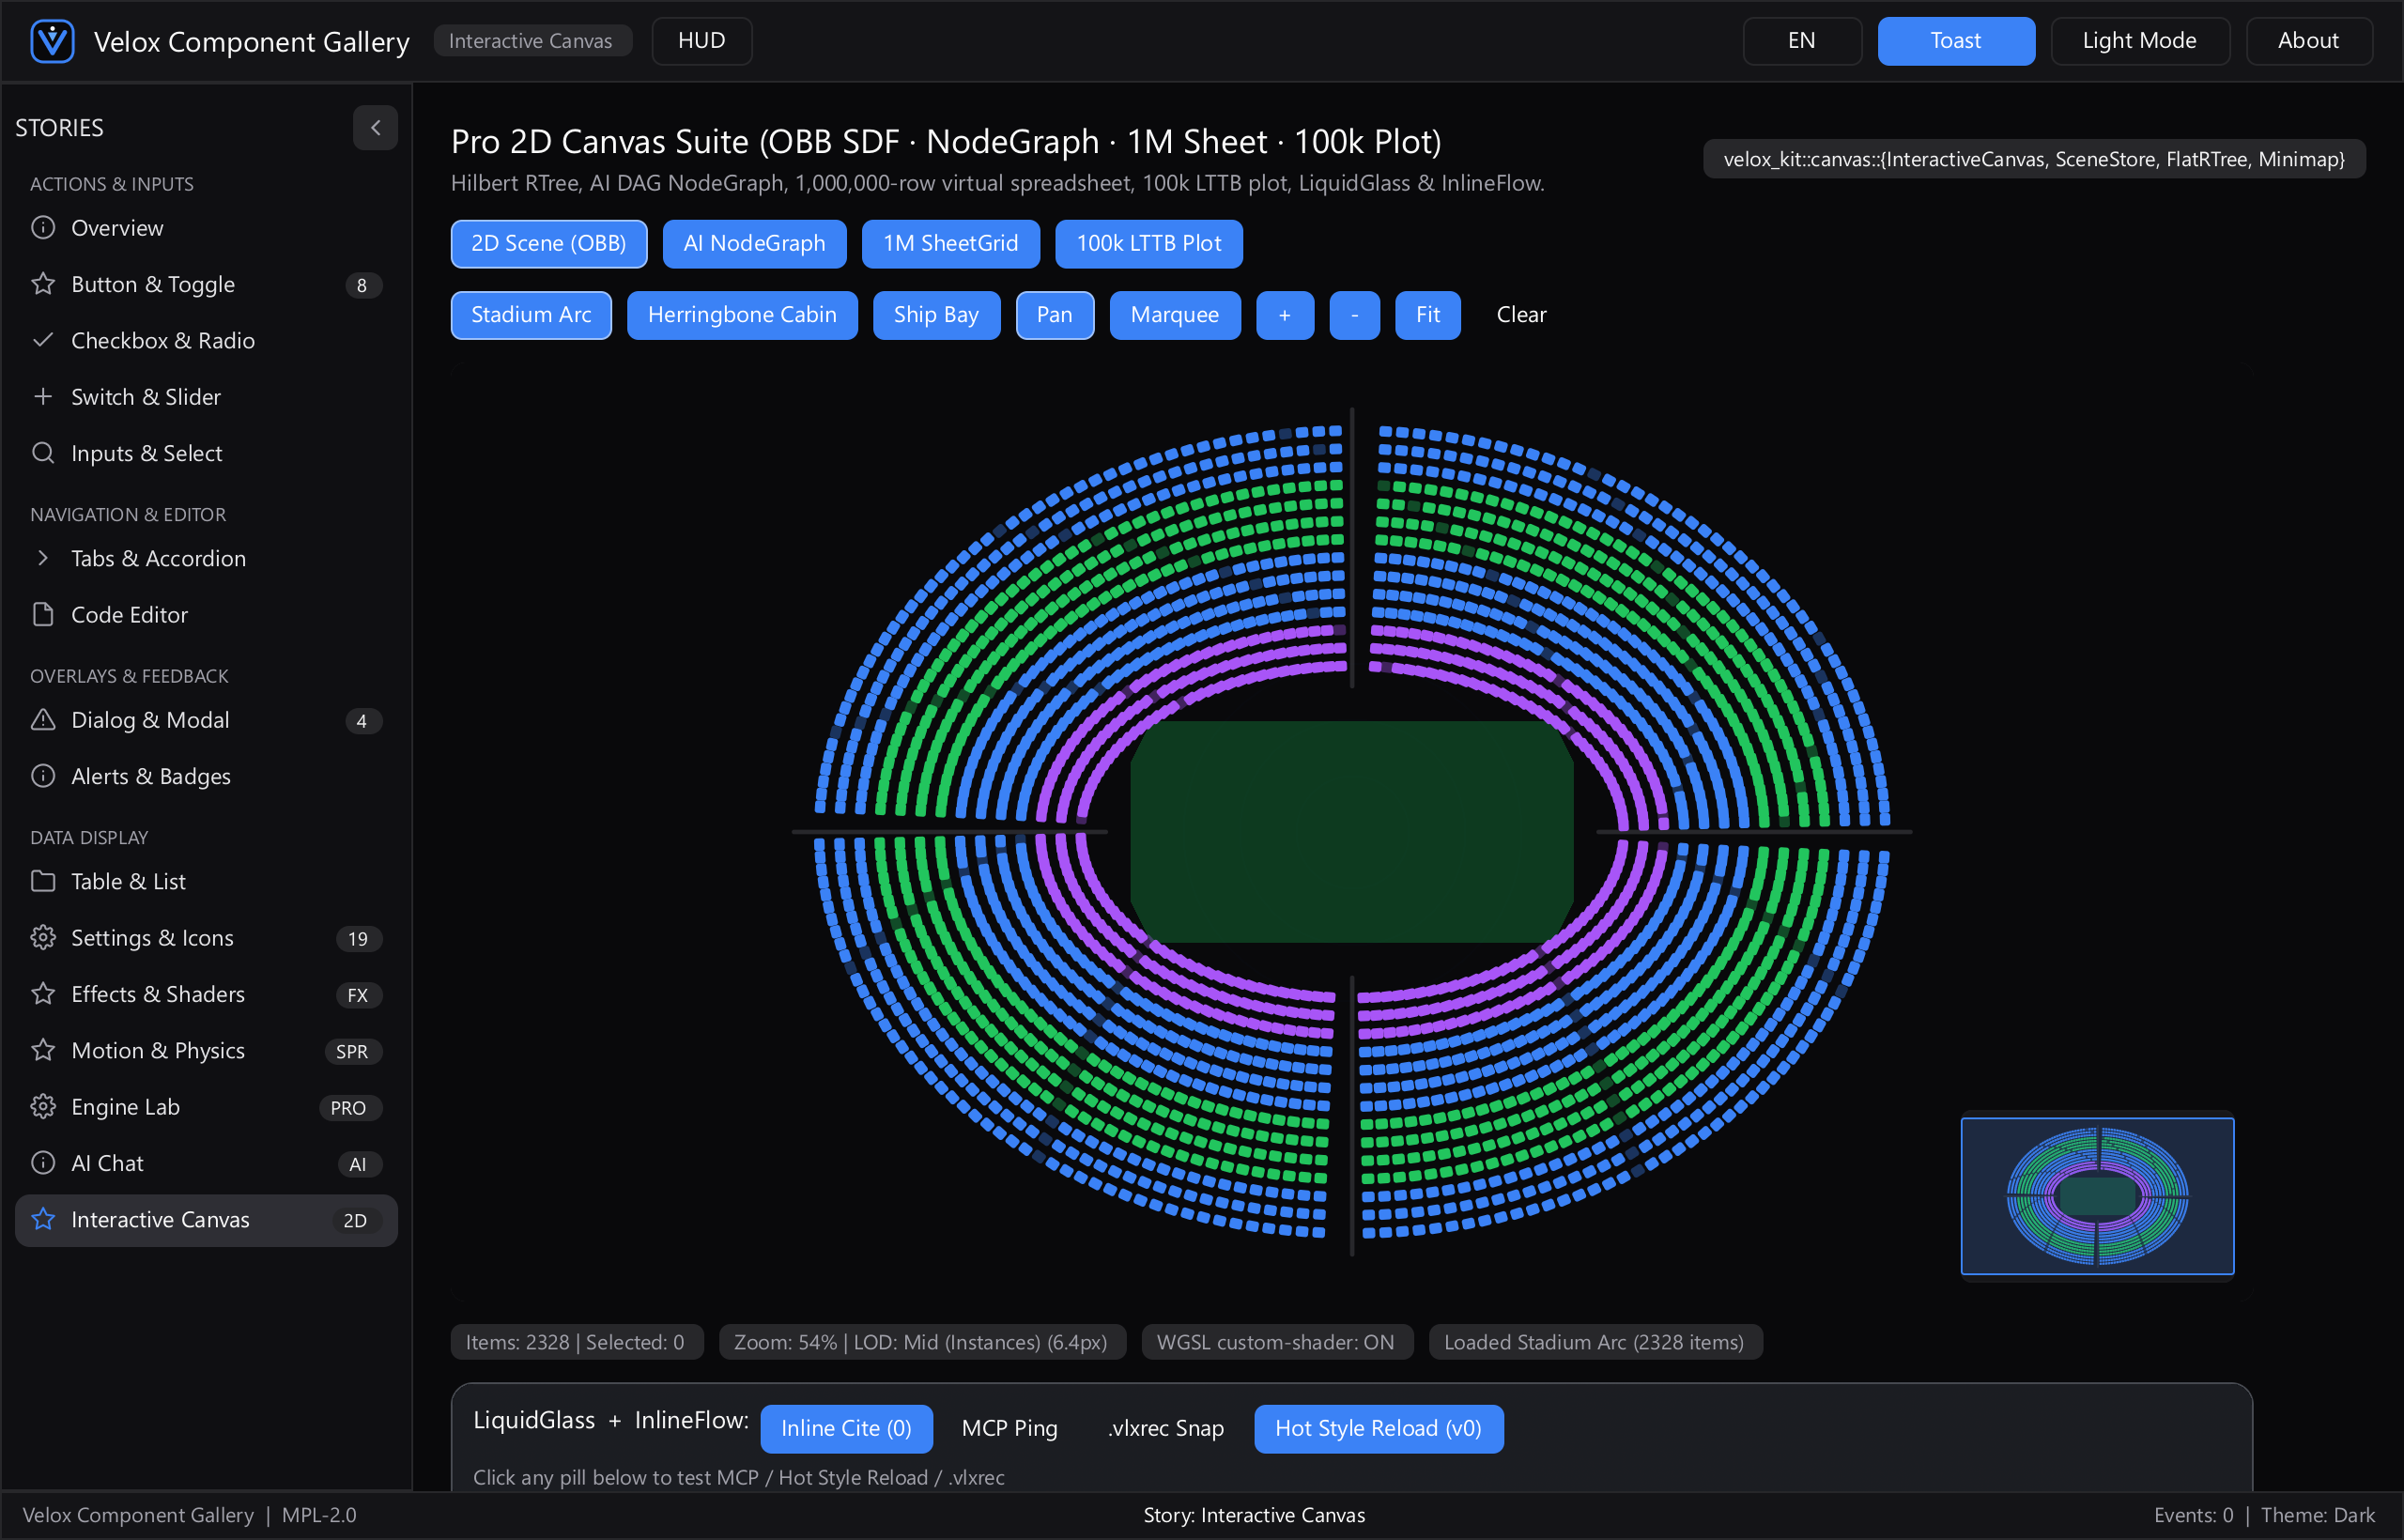 Velox Component Gallery
Interactive Canvas
HUD
EN
Toast
Light Mode
About
STORIES
ACTIONS & INPUTS
Overview
Button & Toggle 8
Checkbox & Radio
Switch & Slider
Inputs & Select
NAVIGATION & EDITOR
Tabs & Accordion
Code Editor
OVERLAYS & FEEDBACK
Dialog & Modal 4
Alerts & Badges
DATA DISPLAY
Table & List
Settings & Icons 19
Effects & Shaders FX
Motion & Physics SPR
Engine Lab PRO
AI Chat AI
Interactive Canvas 2D
Pro 2D Canvas Suite (OBB SDF · NodeGraph · 1M Sheet · 100k Plot)
Hilbert RTree, AI DAG NodeGraph, 1,000,000-row virtual spreadsheet, 100k LTTB plot, LiquidGlass & InlineFlow.
velox_kit::canvas::{InteractiveCanvas, SceneStore, FlatRTree, Minimap}
2D Scene (OBB) AI NodeGraph 1M SheetGrid 100k LTTB Plot
Stadium Arc Herringbone Cabin Ship Bay Pan Marquee + - Fit Clear
Items: 2328 | Selected: 0
Zoom: 54% | LOD: Mid (Instances) (6.4px)
WGSL custom-shader: ON
Loaded Stadium Arc (2328 items)
LiquidGlass + InlineFlow: Inline Cite (0) MCP Ping .vlxrec Snap Hot Style Reload (v0)
Click any pill below to test MCP / Hot Style Reload / .vlxrec
Velox Component Gallery | MPL-2.0
Story: Interactive Canvas
Events: 0 | Theme: Dark